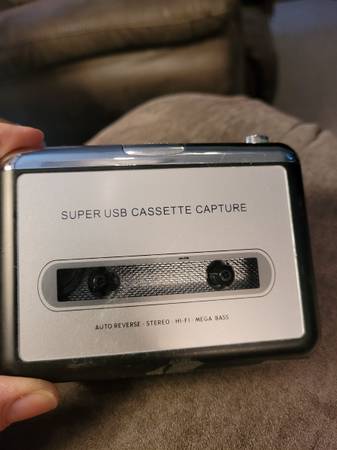 SUPER USB CASSETTE CAPTURE
AUTO REVERSE · STEREO · HI-FI · MEGA BASS